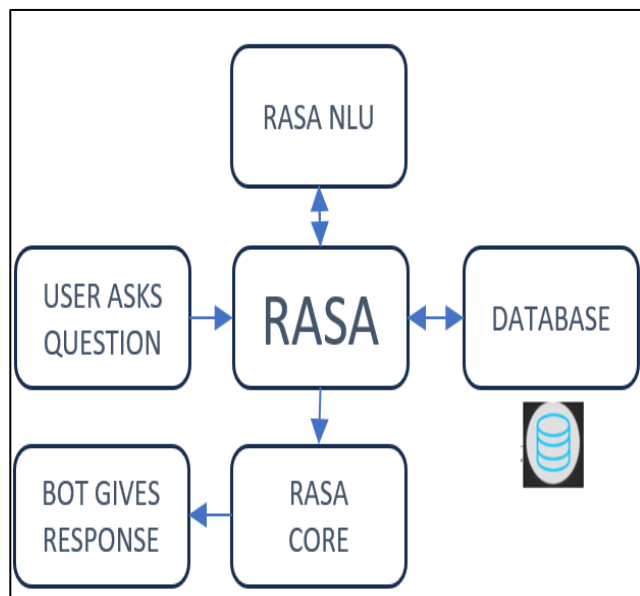 RASA NLU
USER ASKS
QUESTION
RASA
DATABASE
BOT GIVES
RESPONSE
RASA
CORE